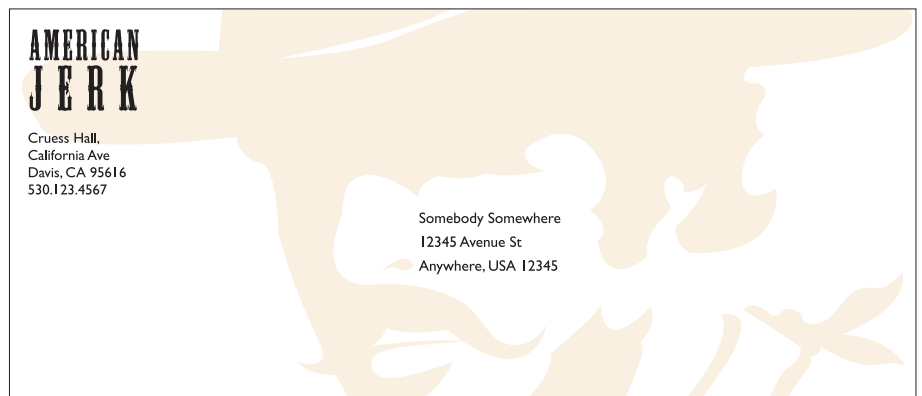 AMERICAN
JERK
Cruess Hall,
California Ave
Davis, CA 95616
530.123.4567
Somebody Somewhere
12345 Avenue St
Anywhere, USA 12345